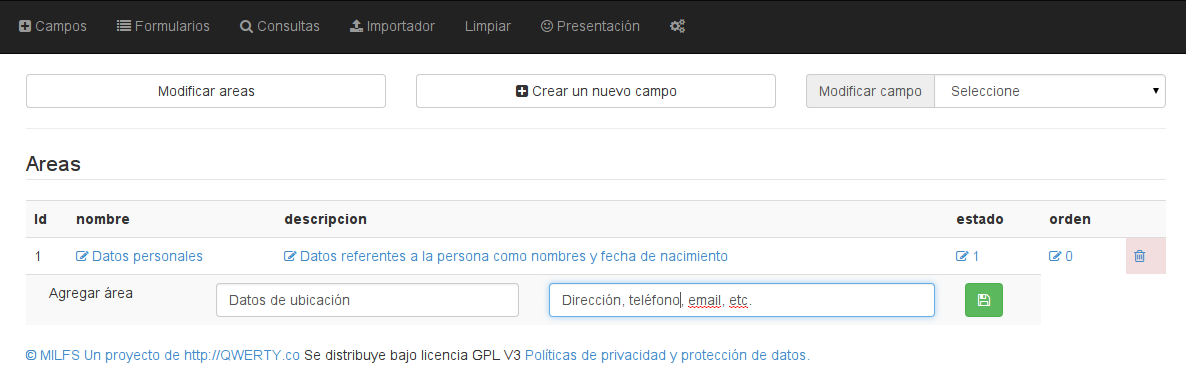 Campos Formularios Consultas Importador Limpiar Presentación
Modificar areas Crear un nuevo campo Modificar campo Seleccione
Areas
Id nombre descripcion estado orden
1 Datos personales Datos referentes a la persona como nombres y fecha de nacimiento 1 0
Agregar área Datos de ubicación Dirección, teléfono, email, etc.
© MILFS Un proyecto de http://QWERTY.co Se distribuye bajo licencia GPL V3 Políticas de privacidad y protección de datos.